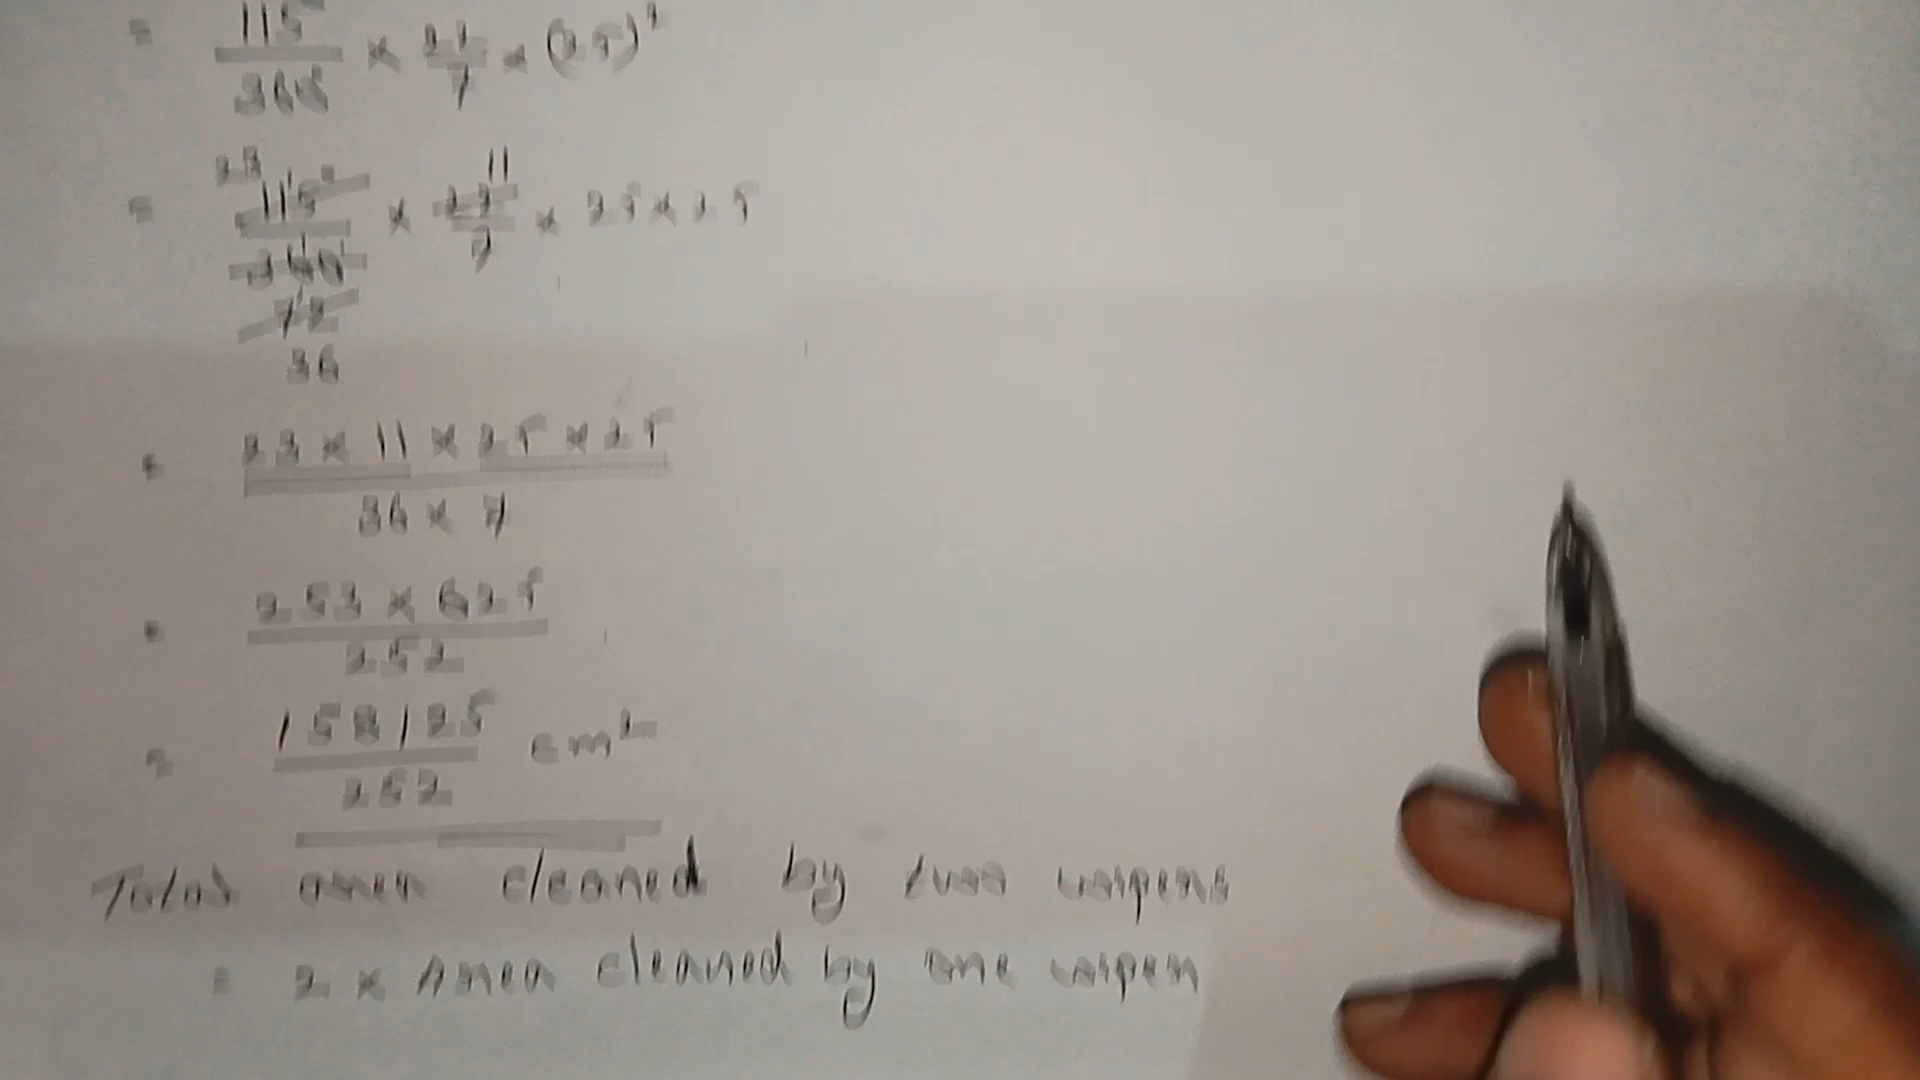 = 115/360 × 22/7 × (25)²
= 23 115/360 72 36 × 22 11/7 × 25 × 25
= 23 × 11 × 25 × 25/36 × 7
= 253 × 625/252
= 158125/252 cm²
Total area cleaned by two wipers
= 2 × Area cleaned by one wiper